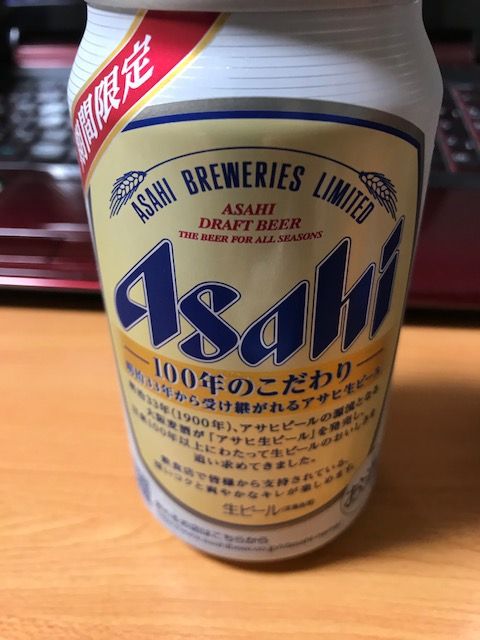 間限定
ASAHI BREWERIES LIMITED
ASAHI
DRAFT BEER
THE BEER FOR ALL SEASONS
Asahi
100年のこだわり
明治33年から受け継がれるアサヒ生ビール
明治33年(1900年)、アサヒビールの源流となる
大阪麦酒が「アサヒ生ビール」を発売し、
100年以上にわたって生ビールのおいしさを
追い求めてきました。
飲食店で皆様から支持されている、
コクと爽やかなキレが楽しめます
生ビール